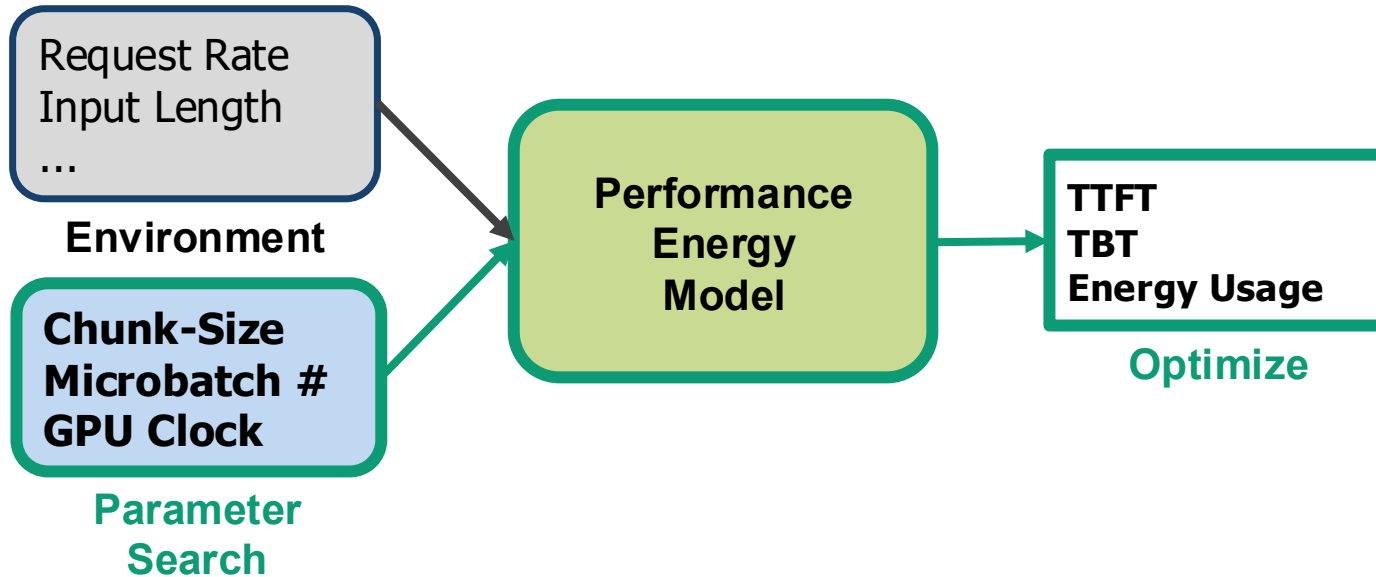 Request Rate
Input Length
...
Environment
Chunk-Size
Microbatch #
GPU Clock
Parameter
Search
Performance
Energy
Model
TTFT
TBT
Energy Usage
Optimize